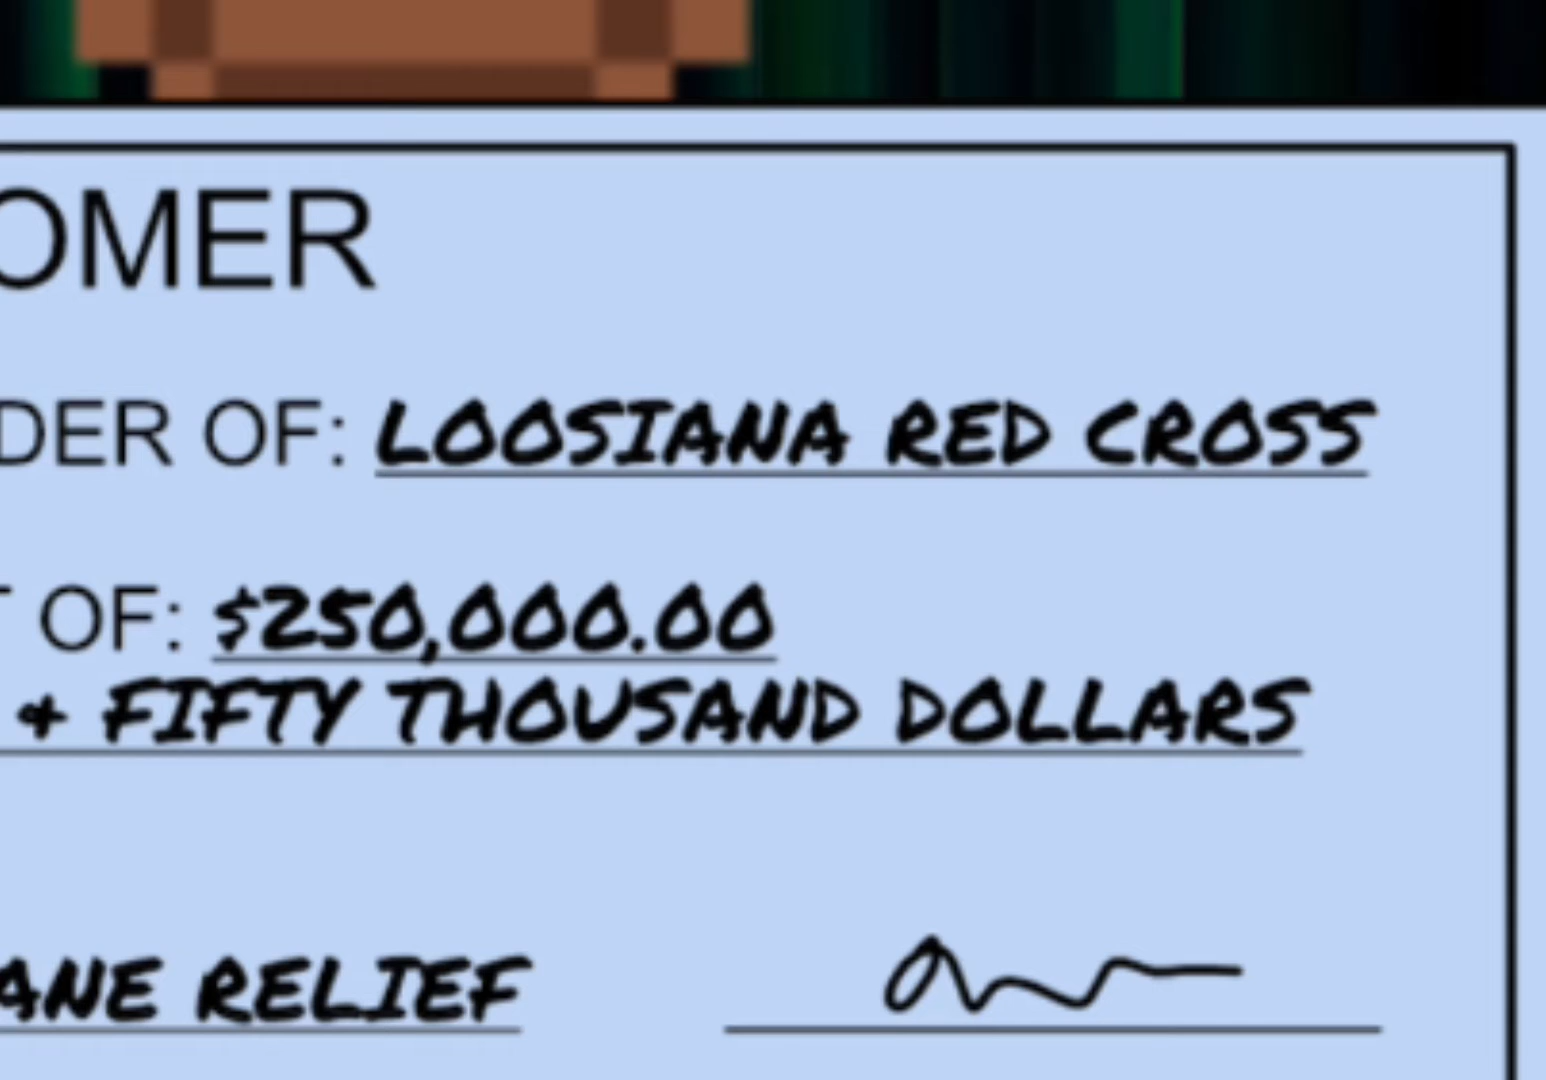 OMER
DER OF: LOOSIANA RED CROSS
OF: $250,000.00
& FIFTY THOUSAND DOLLARS
ANE RELIEF